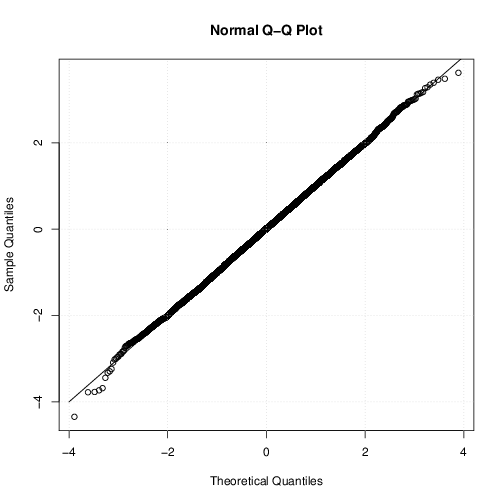 Normal Q−Q Plot
Sample Quantiles
2
0
−2
−4
−4 −2 0 2 4
Theoretical Quantiles